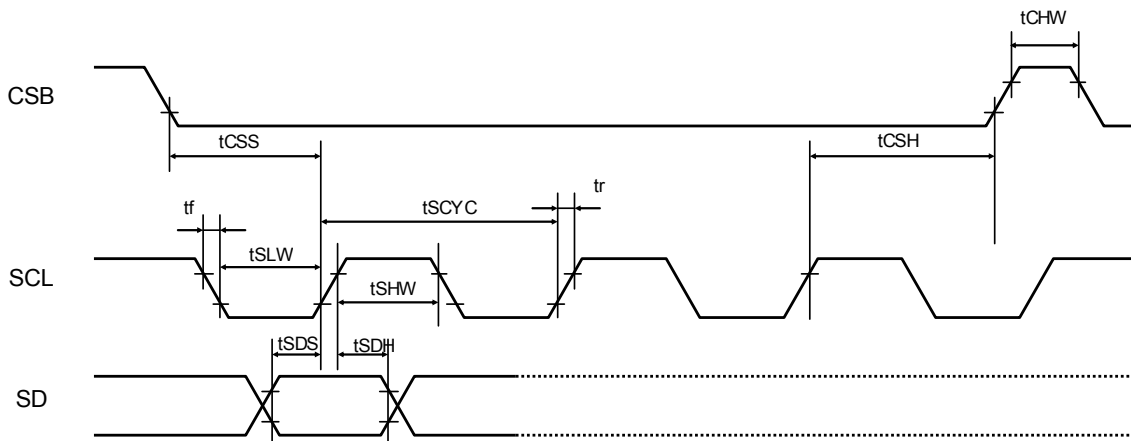 tCHW
CSB
tCSS
tCSH
tr
tf
tSCYC
tSLW
SCL
tSHW
tSDS
tSDH
SD